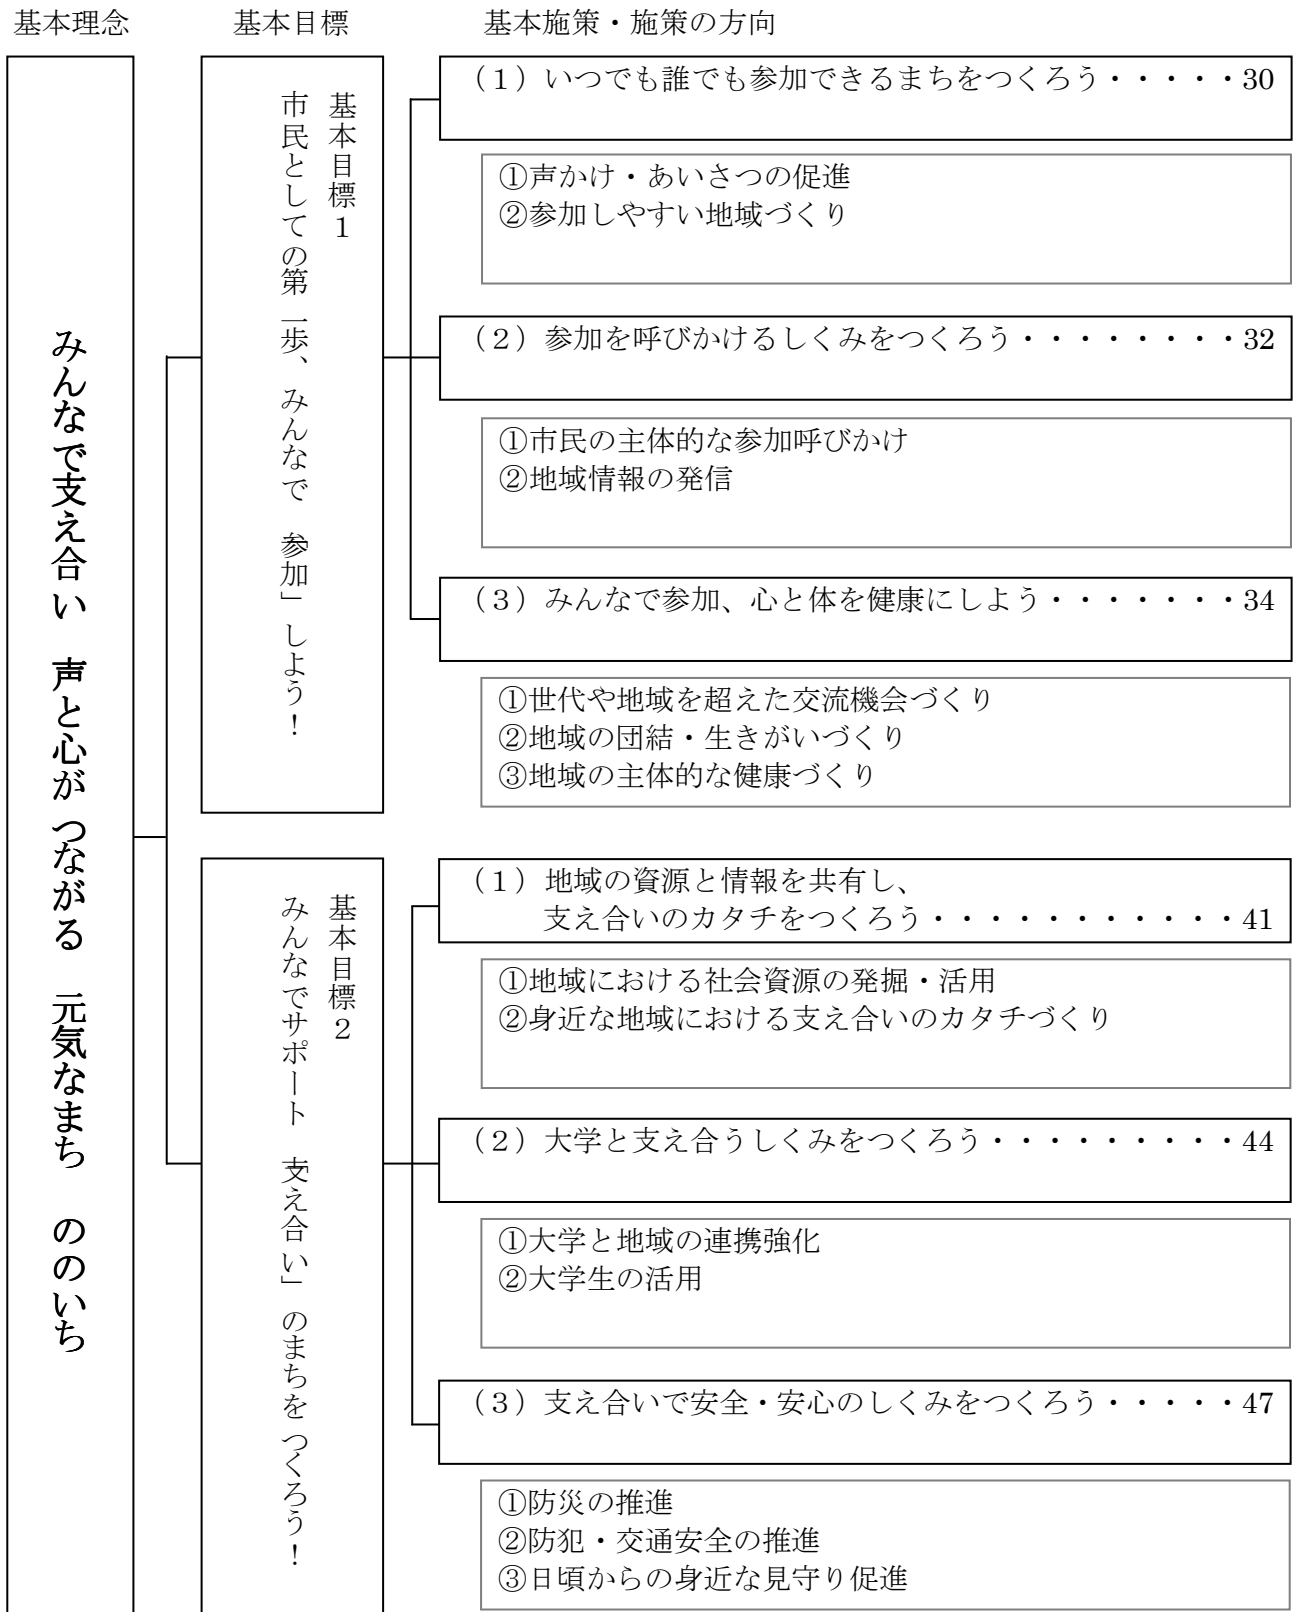 基本理念 基本目標 基本施策・施策の方向
みんなで支え合い 声と心がつながる 元気なまち ののいち
基本目標1
市民としての第一歩、みんなで「参加」しよう!
(1)いつでも誰でも参加できるまちをつくろう・・・・・30
①声かけ・あいさつの促進
②参加しやすい地域づくり
(2)参加を呼びかけるしくみをつくろう・・・・・・・・32
①市民の主体的な参加呼びかけ
②地域情報の発信
(3)みんなで参加、心と体を健康にしよう・・・・・・・34
①世代や地域を超えた交流機会づくり
②地域の団結・生きがいづくり
③地域の主体的な健康づくり
基本目標2
みんなでサポート「支え合い」のまちをつくろう!
(1)地域の資源と情報を共有し、
支え合いのカタチをつくろう・・・・・・・・・・・41
①地域における社会資源の発掘・活用
②身近な地域における支え合いのカタチづくり
(2)大学と支え合うしくみをつくろう・・・・・・・・・44
①大学と地域の連携強化
②大学生の活用
(3)支え合いで安全・安心のしくみをつくろう・・・・・47
①防災の推進
②防犯・交通安全の推進
③日頃からの身近な見守り促進